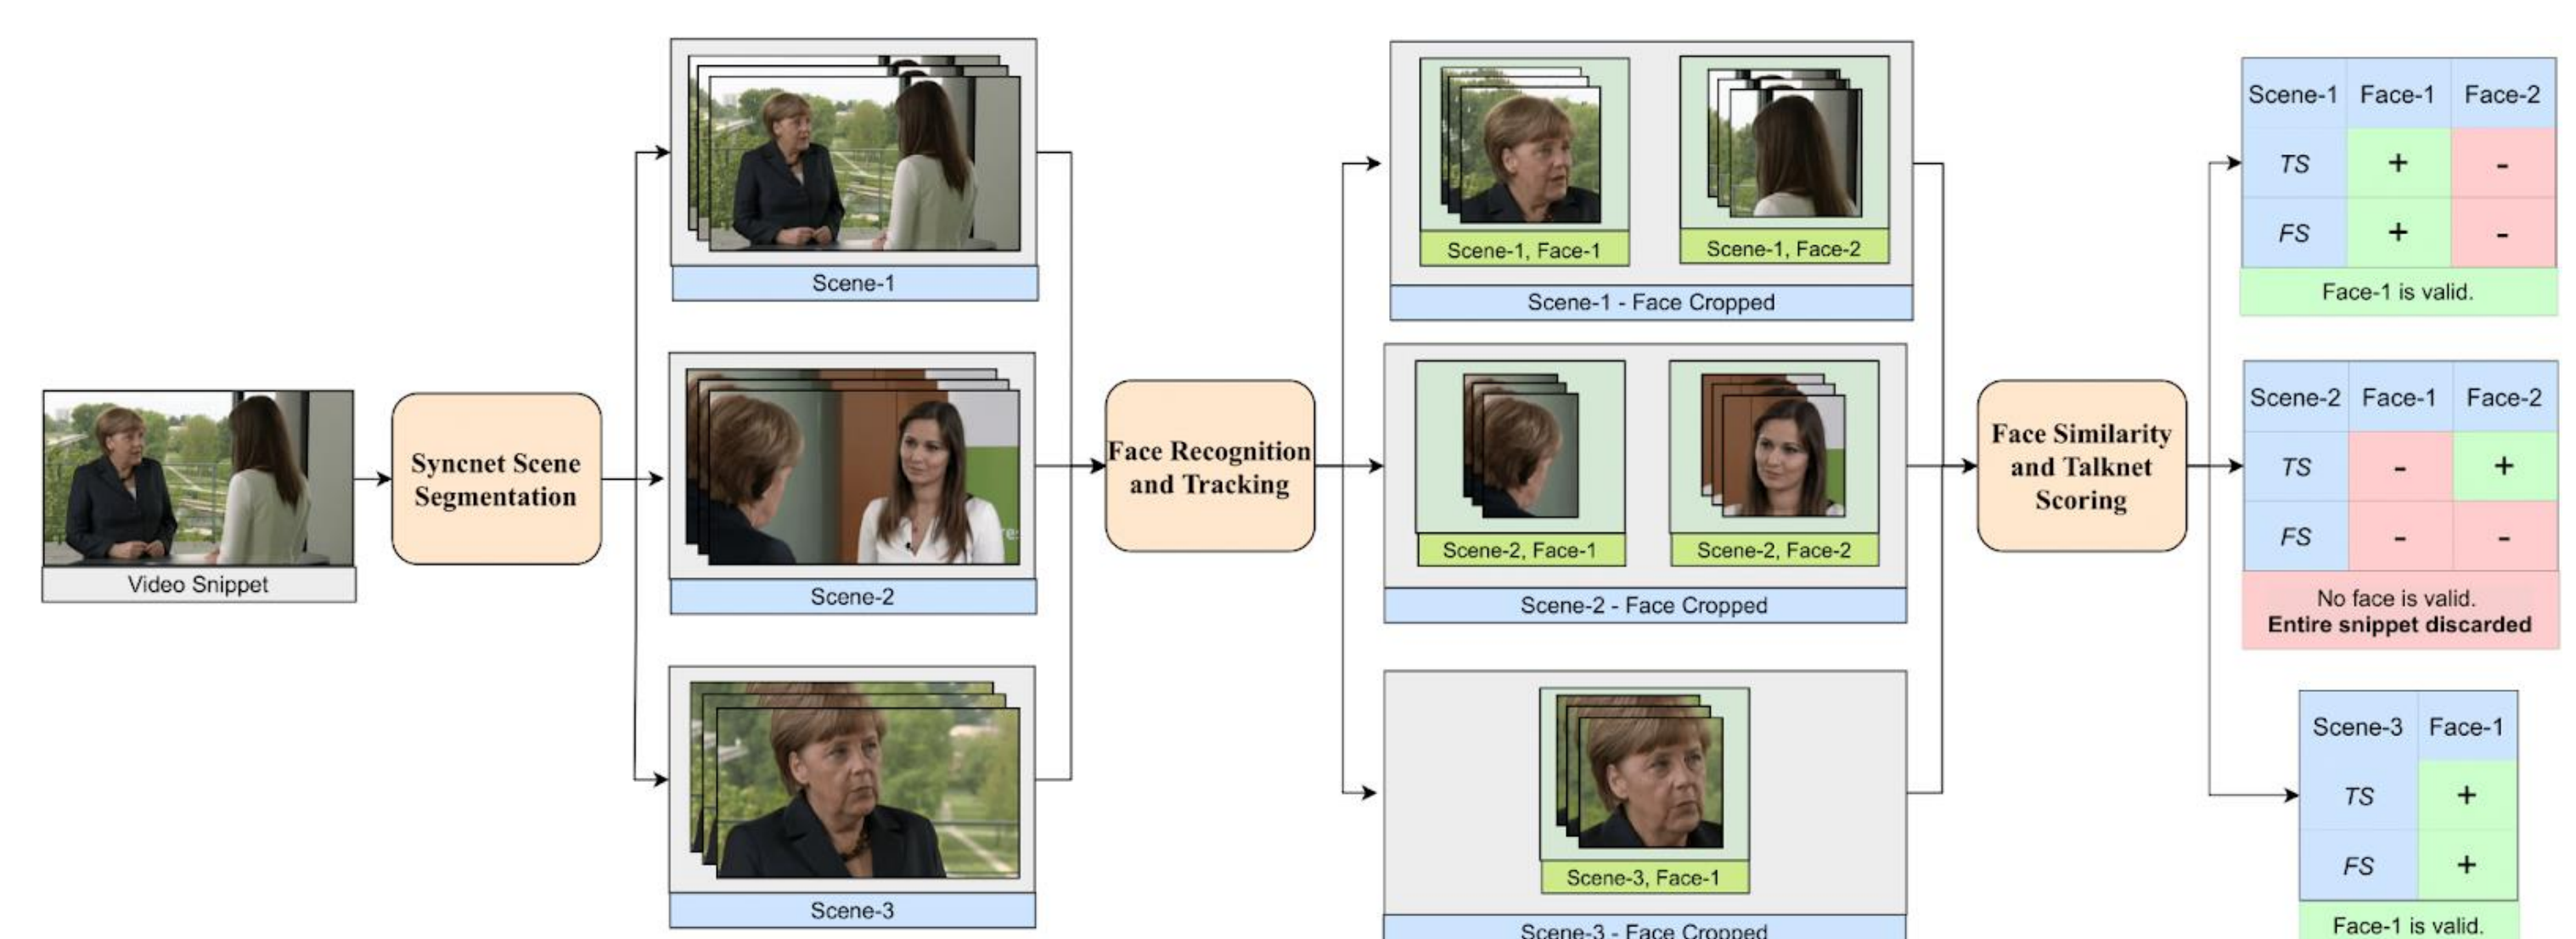 Video Snippet
Syncnet Scene
Segmentation
Scene-1
Scene-2
Scene-3
Face Recognition
and Tracking
Scene-1, Face-1
Scene-1, Face-2
Scene-1 - Face Cropped
Scene-2, Face-1
Scene-2, Face-2
Scene-2 - Face Cropped
Scene-3, Face-1
Scene-3 - Face Cropped
Face Similarity
and Talknet
Scoring
Scene-1 Face-1 Face-2
TS + -
FS + -
Face-1 is valid.
Scene-2 Face-1 Face-2
TS - +
FS - -
No face is valid.
Entire snippet discarded
Scene-3 Face-1
TS +
FS +
Face-1 is valid.